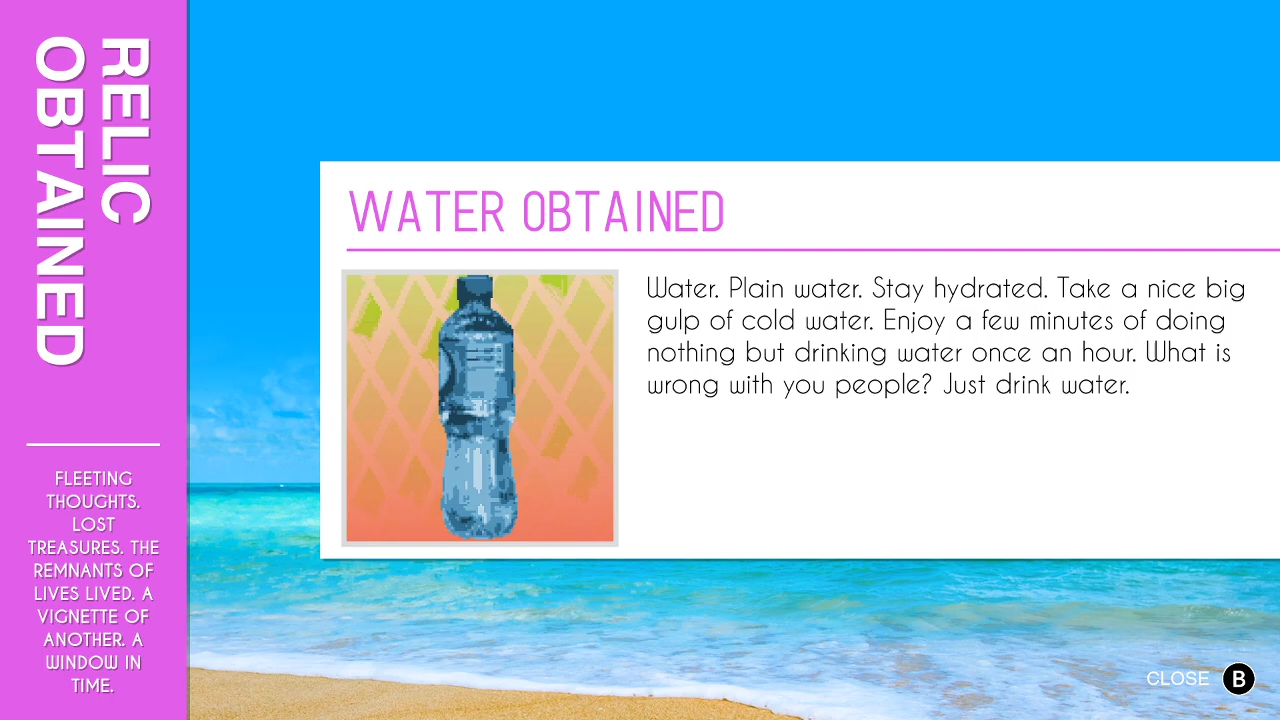 RELIC
OBTAINED
FLEETING
THOUGHTS.
LOST
TREASURES. THE
REMNANTS OF
LIVES LIVED. A
VIGNETTE OF
ANOTHER. A
WINDOW IN
TIME.
WATER OBTAINED
Water. Plain water. Stay hydrated. Take a nice big
gulp of cold water. Enjoy a few minutes of doing
nothing but drinking water once an hour. What is
wrong with you people? Just drink water.
CLOSE B